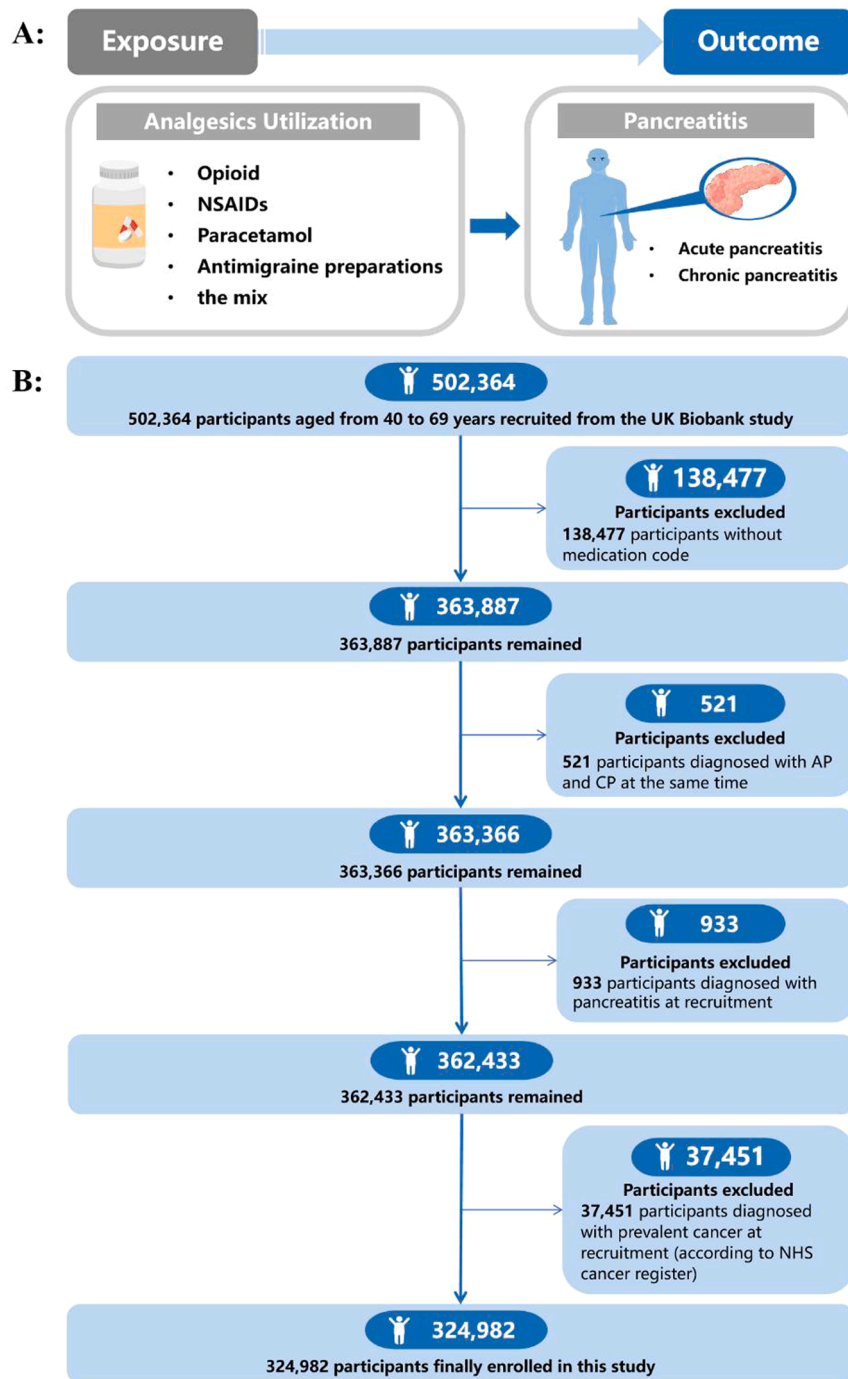 A:
Exposure
Outcome
Analgesics Utilization
• Opioid
• NSAIDs
• Paracetamol
• Antimigraine preparations
• the mix
Pancreatitis
• Acute pancreatitis
• Chronic pancreatitis
B:
502,364
502,364 participants aged from 40 to 69 years recruited from the UK Biobank study
138,477
Participants excluded
138,477 participants without
medication code
363,887
363,887 participants remained
521
Participants excluded
521 participants diagnosed with AP
and CP at the same time
363,366
363,366 participants remained
933
Participants excluded
933 participants diagnosed with
pancreatitis at recruitment
362,433
362,433 participants remained
37,451
Participants excluded
37,451 participants diagnosed
with prevalent cancer at
recruitment (according to NHS
cancer register)
324,982
324,982 participants finally enrolled in this study